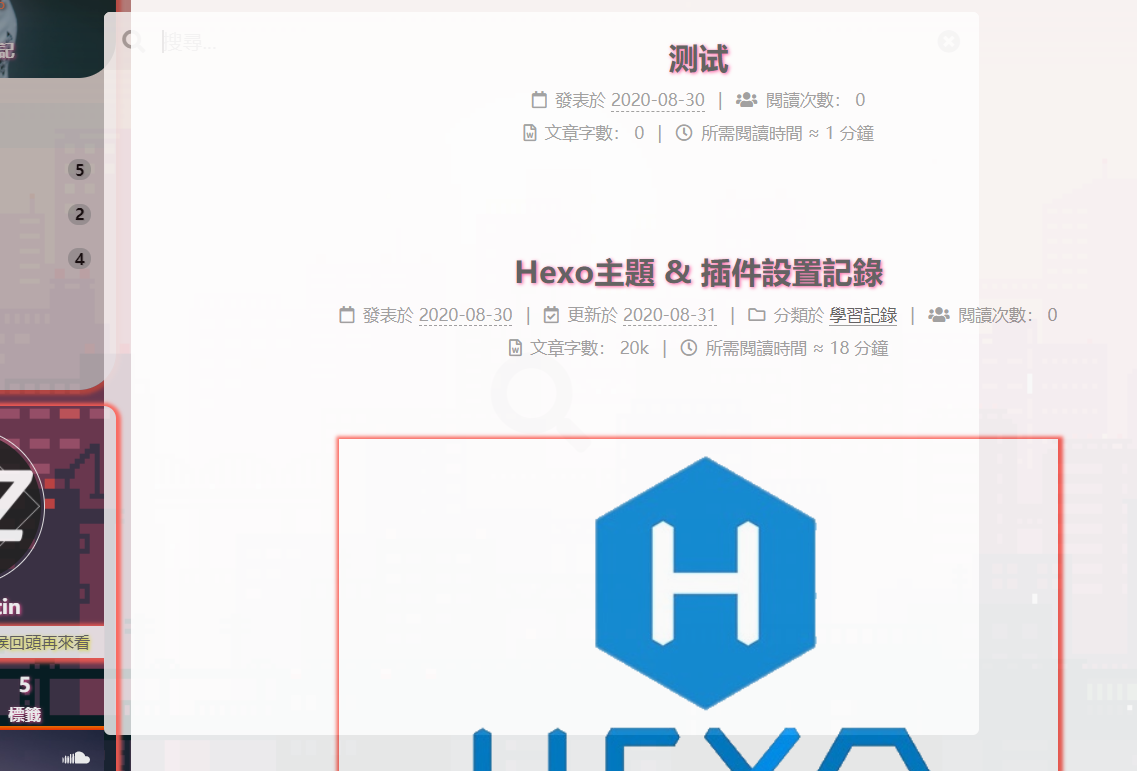 記
搜尋...
测试
發表於 2020-08-30 | 閱讀次數： 0
文章字數： 0 | 所需閱讀時間 ≈ 1 分鐘
5
2
4
Hexo主題 & 插件設置記錄
發表於 2020-08-30 | 更新於 2020-08-31 | 分類於 學習記錄 | 閱讀次數： 0
文章字數： 20k | 所需閱讀時間 ≈ 18 分鐘
H
HEXO
Z
tin
回頭再來看
5
標籤